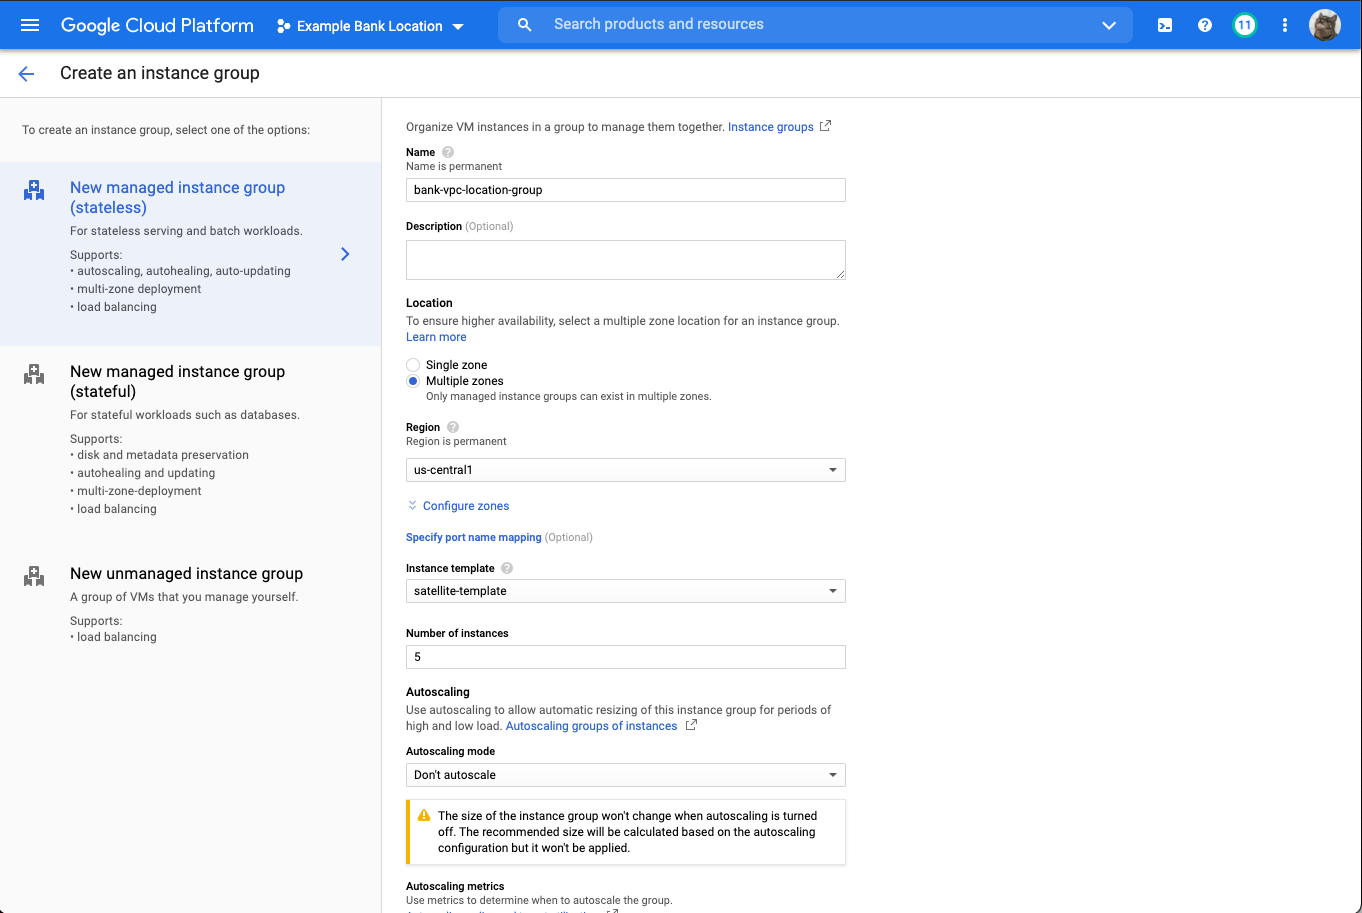 Google Cloud Platform
Example Bank Location
Search products and resources
11
Create an instance group
To create an instance group, select one of the options:
New managed instance group
(stateless)
For stateless serving and batch workloads.
Supports:
• autoscaling, autohealing, auto-updating
• multi-zone deployment
• load balancing
New managed instance group
(stateful)
For stateful workloads such as databases.
Supports:
• disk and metadata preservation
• autohealing and updating
• multi-zone-deployment
• load balancing
New unmanaged instance group
A group of VMs that you manage yourself.
Supports:
• load balancing
Organize VM instances in a group to manage them together. Instance groups
Name ?
Name is permanent
bank-vpc-location-group
Description (Optional)
Location
To ensure higher availability, select a multiple zone location for an instance group.
Learn more
Single zone
Multiple zones
Only managed instance groups can exist in multiple zones.
Region ?
Region is permanent
us-central1
Configure zones
Specify port name mapping (Optional)
Instance template ?
satellite-template
Number of instances
5
Autoscaling
Use autoscaling to allow automatic resizing of this instance group for periods of
high and low load. Autoscaling groups of instances
Autoscaling mode
Don't autoscale
The size of the instance group won't change when autoscaling is turned
off. The recommended size will be calculated based on the autoscaling
configuration but it won't be applied.
Autoscaling metrics
Use metrics to determine when to autoscale the group.